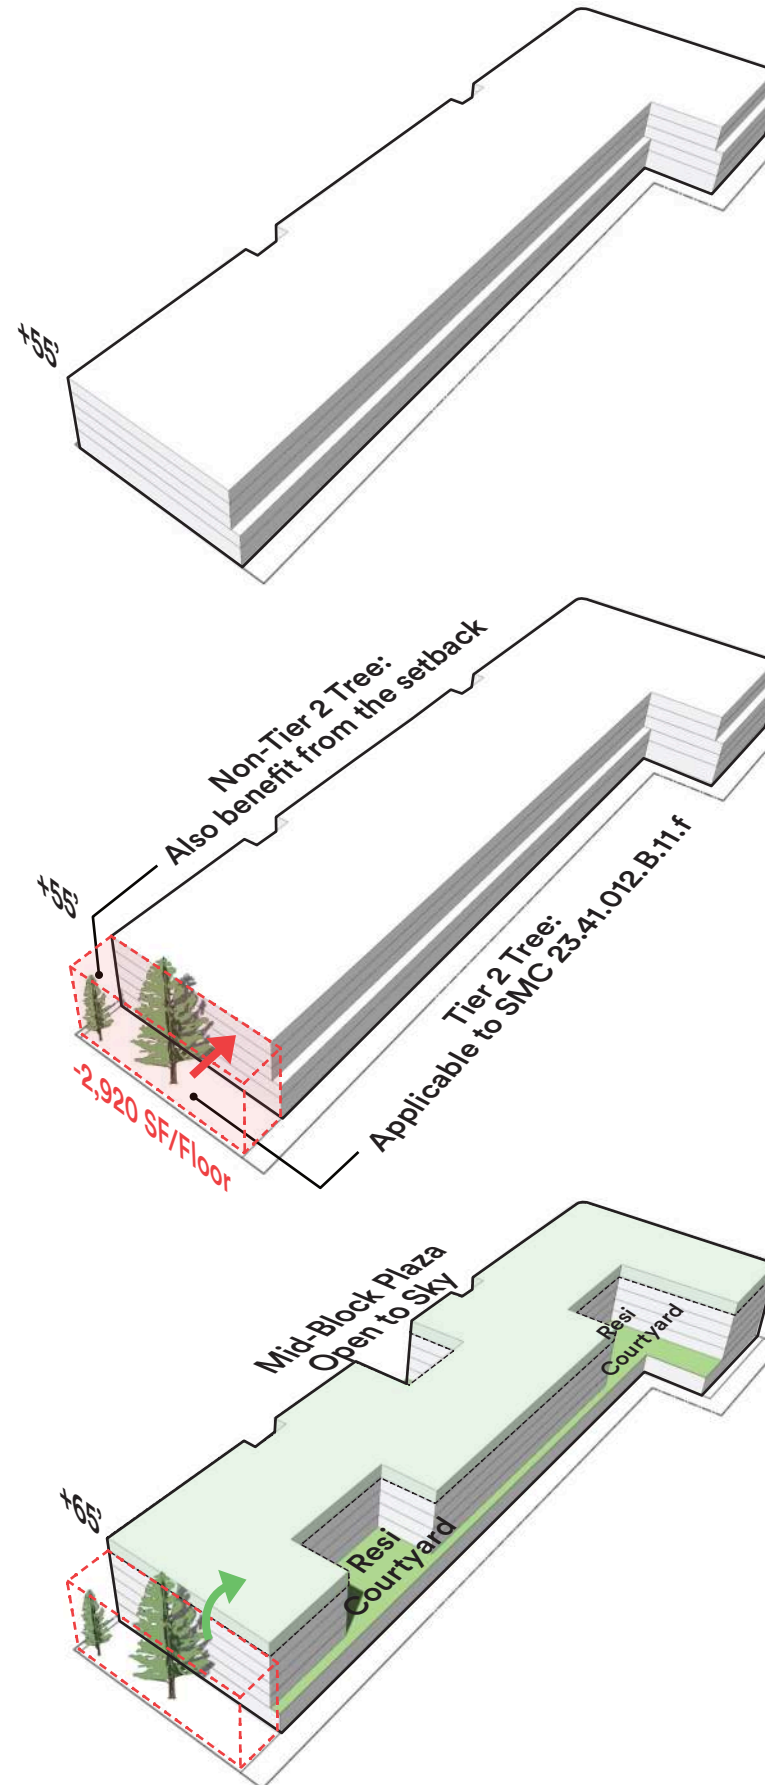 +55’
Non-Tier 2 Tree:
Also benefit from the setback
+55’
Tier 2 Tree:
Applicable to SMC 23.41.012.B.11.f
-2,920 SF/Floor
Mid-Block Plaza
Open to Sky
Resi
Courtyard
+65’
Resi
Courtyard